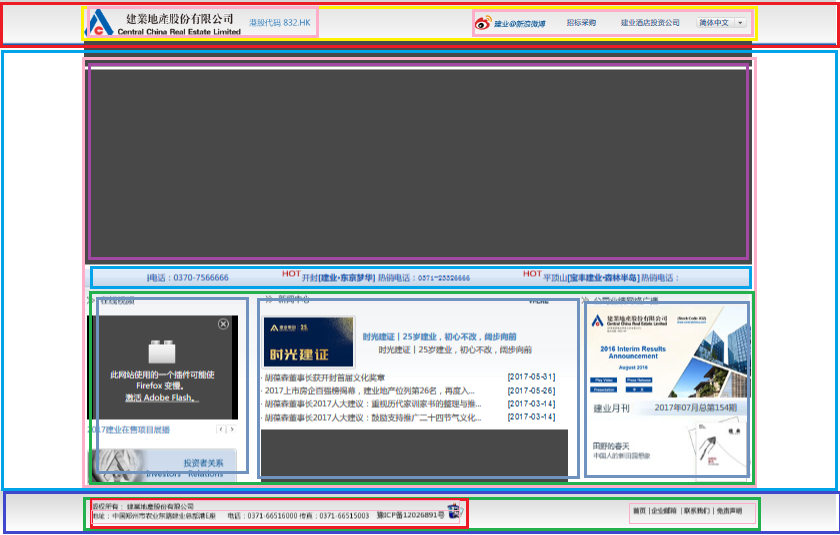 建業地產股份有限公司
Central China Real Estate Limited
港股代码 832.HK
建业@新浪微博
招标采购
建业酒店投资公司
简体中文
电话：0370-7566666
HOT 开封[建业·东京梦华] 热销电话：0371-23326666
HOT 平顶山[宝丰建业·森林半岛] 热销电话：
在线视频
新闻中心
此网站使用的一个插件可能使
Firefox 变慢。
激活 Adobe Flash。
2017建业在售项目展播
投资者关系
Investors' Relations
时光建证
时光建证丨25岁建业，初心不改，阔步向前
时光建证丨25岁建业，初心不改，阔步向前
· 胡葆森董事长获开封首届文化奖章 [2017-05-31]
· 2017上市房企百强榜揭幕，建业地产位列第26名，再度入... [2017-05-26]
· 胡葆森董事长2017人大建议：重视历代家训家书的整理与推... [2017-03-14]
· 胡葆森董事长2017人大建议：鼓励支持推广二十四节气文化... [2017-03-14]
建業地產股份有限公司
Central China Real Estate Limited
2016 Interim Results
Announcement
August 2016
建业月刊
2017年07月总第154期
田野的春天
中国人的新田园想象
版权所有： 建業地產股份有限公司
地址：中国郑州市农业东路建业总部港E座 电话：0371-66516000 传真：0371-66515003 豫ICP备12026891号
首页 | 企业邮箱 | 联系我们 | 免责声明